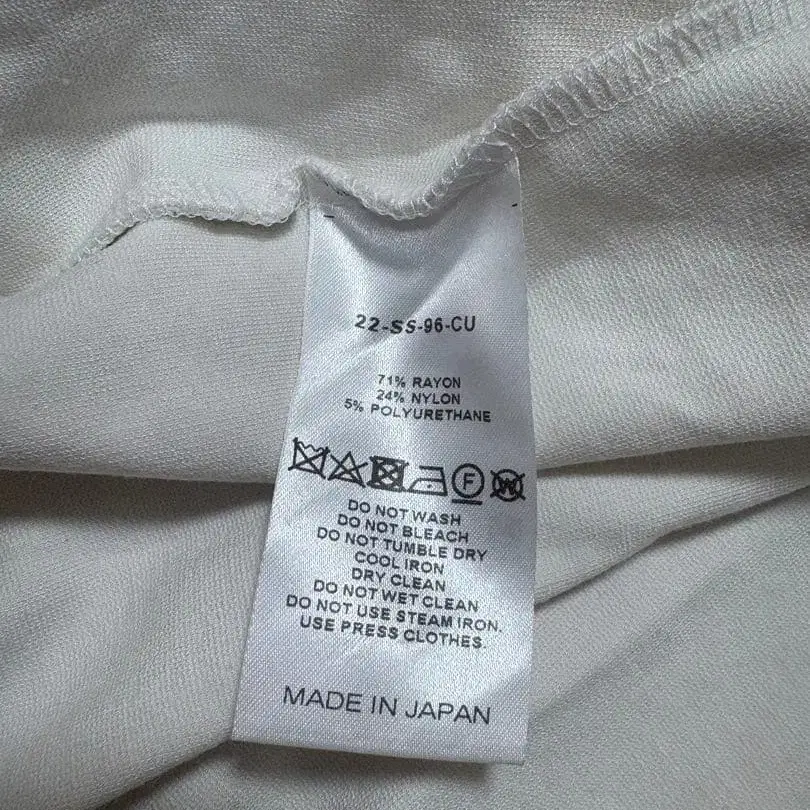 22-SS-96-CU
71% RAYON
24% NYLON
5% POLYURETHANE
F W
DO NOT WASH
DO NOT BLEACH
DO NOT TUMBLE DRY
COOL IRON
DRY CLEAN
DO NOT WET CLEAN
DO NOT USE STEAM IRON.
USE PRESS CLOTHES.
MADE IN JAPAN